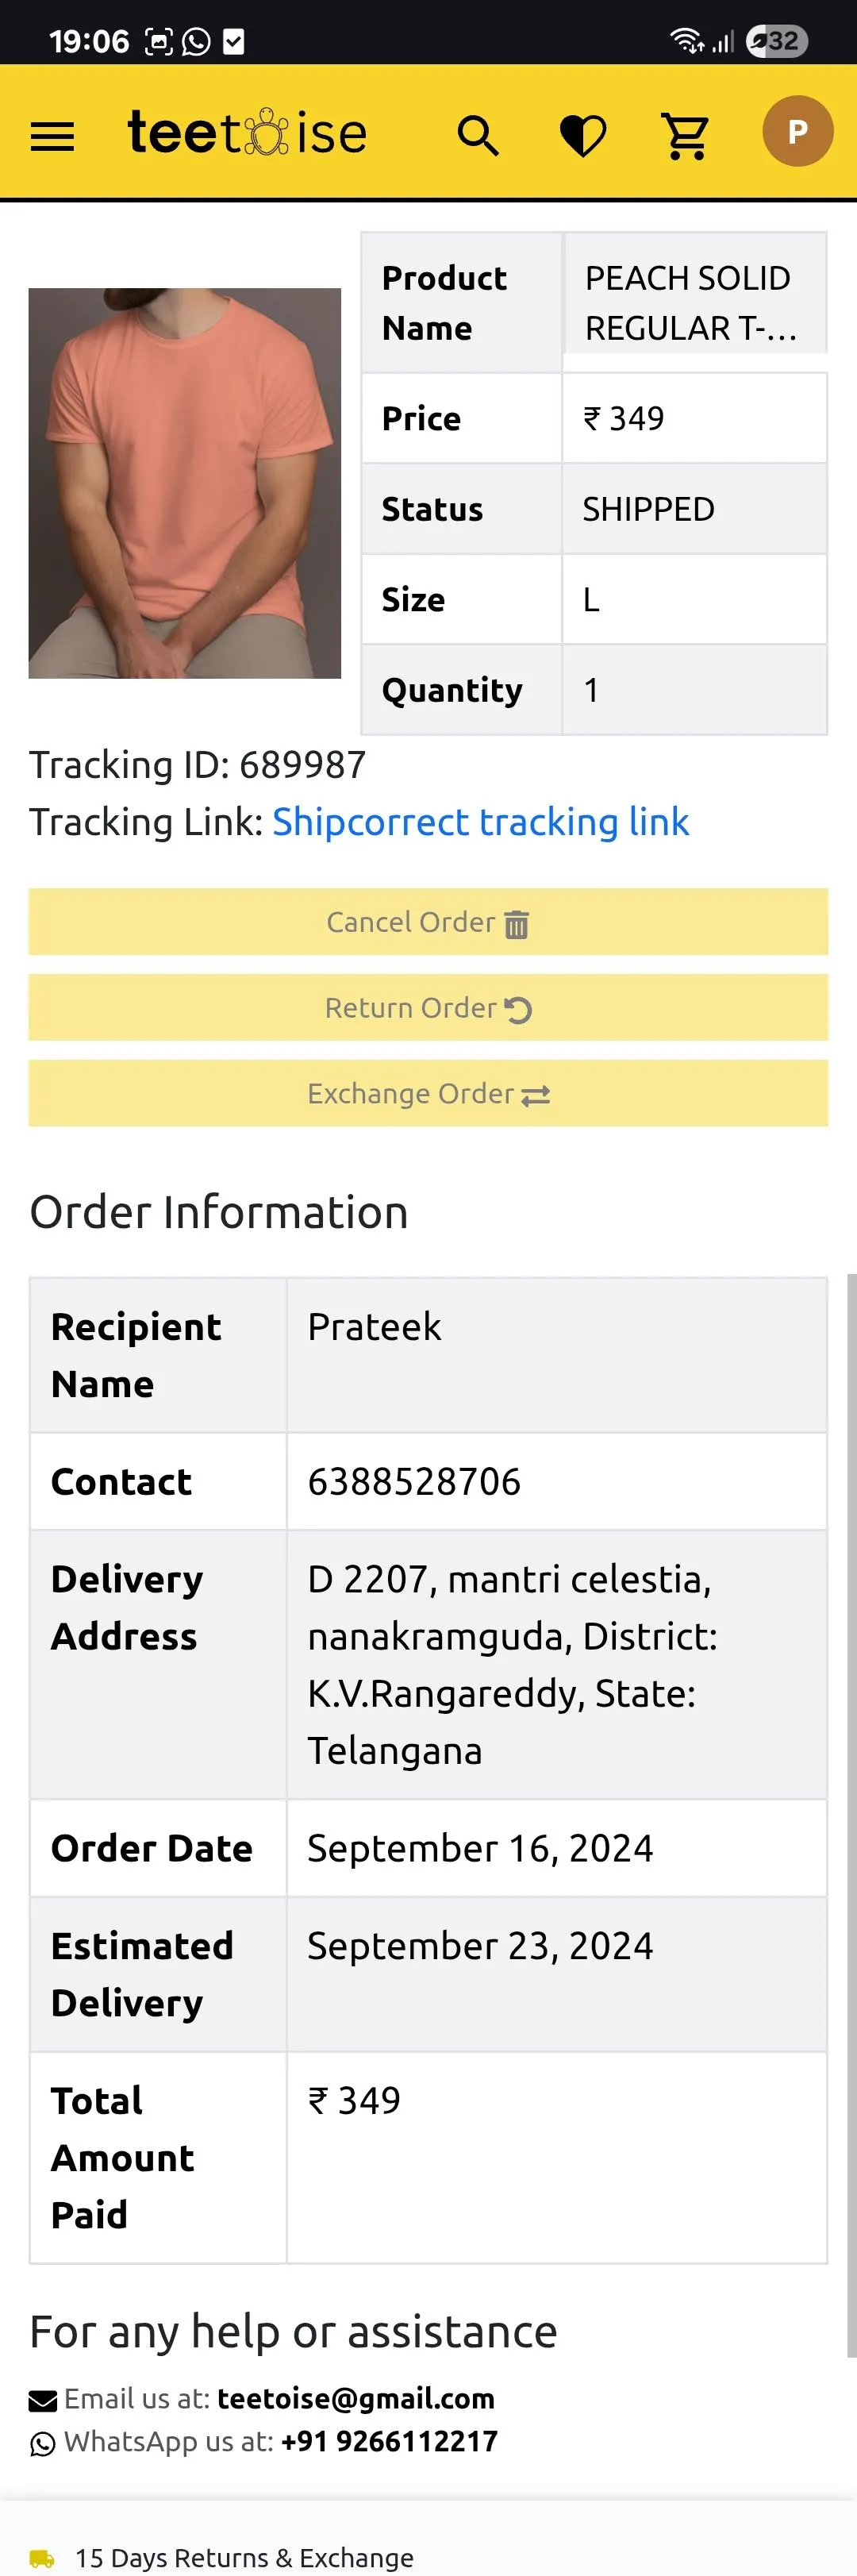 19:06
32
teetoise
P
Product
Name
PEACH SOLID
REGULAR T-...
Price
₹ 349
Status
SHIPPED
Size
L
Quantity
1
Tracking ID: 689987
Tracking Link: Shipcorrect tracking link
Cancel Order
Return Order
Exchange Order
Order Information
Recipient
Name
Prateek
Contact
6388528706
Delivery
Address
D 2207, mantri celestia,
nanakramguda, District:
K.V.Rangareddy, State:
Telangana
Order Date
September 16, 2024
Estimated
Delivery
September 23, 2024
Total
Amount
Paid
₹ 349
For any help or assistance
Email us at: teetoise@gmail.com
WhatsApp us at: +91 9266112217
15 Days Returns & Exchange